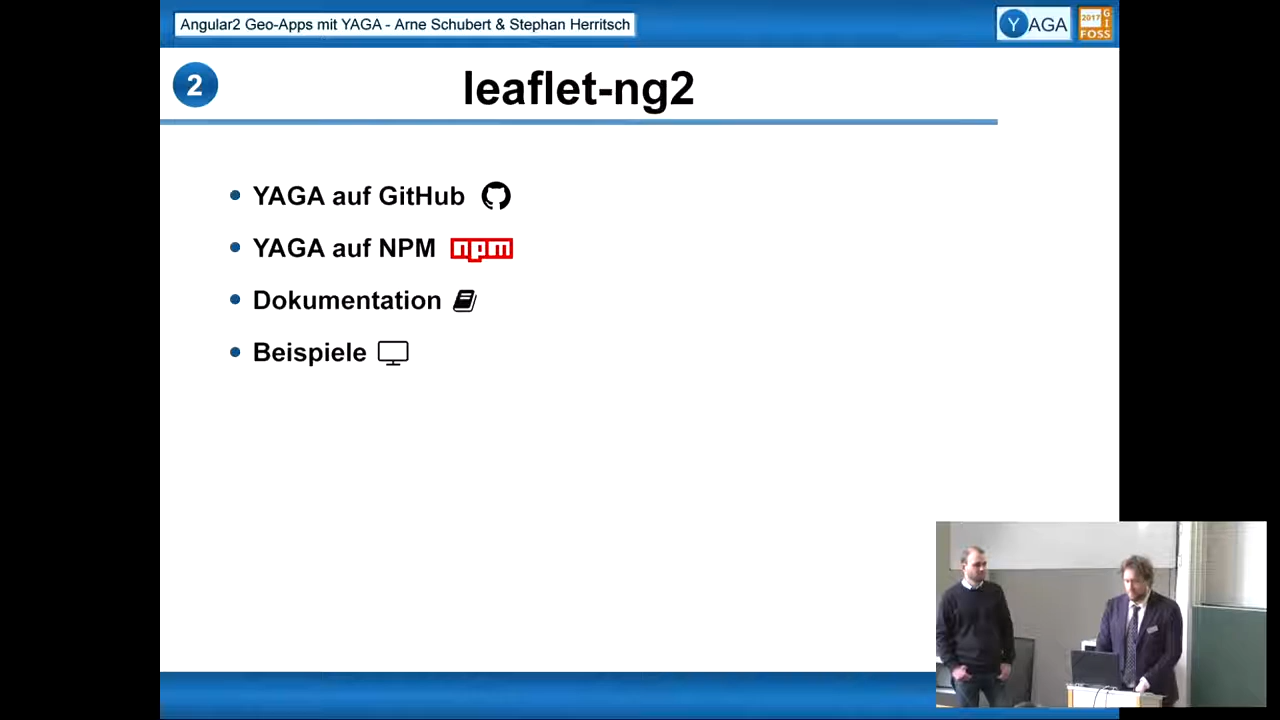 Angular2 Geo-Apps mit YAGA - Arne Schubert & Stephan Herritsch
YAGA
2017
GI
FOSS
2
leaflet-ng2
YAGA auf GitHub
YAGA auf NPM npm
Dokumentation
Beispiele